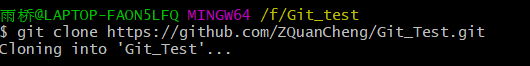 雨桥@LAPTOP-FAON5LFQ MINGW64 /f/Git_test
$ git clone https://github.com/ZQuanCheng/Git_Test.git
Cloning into 'Git_Test'...